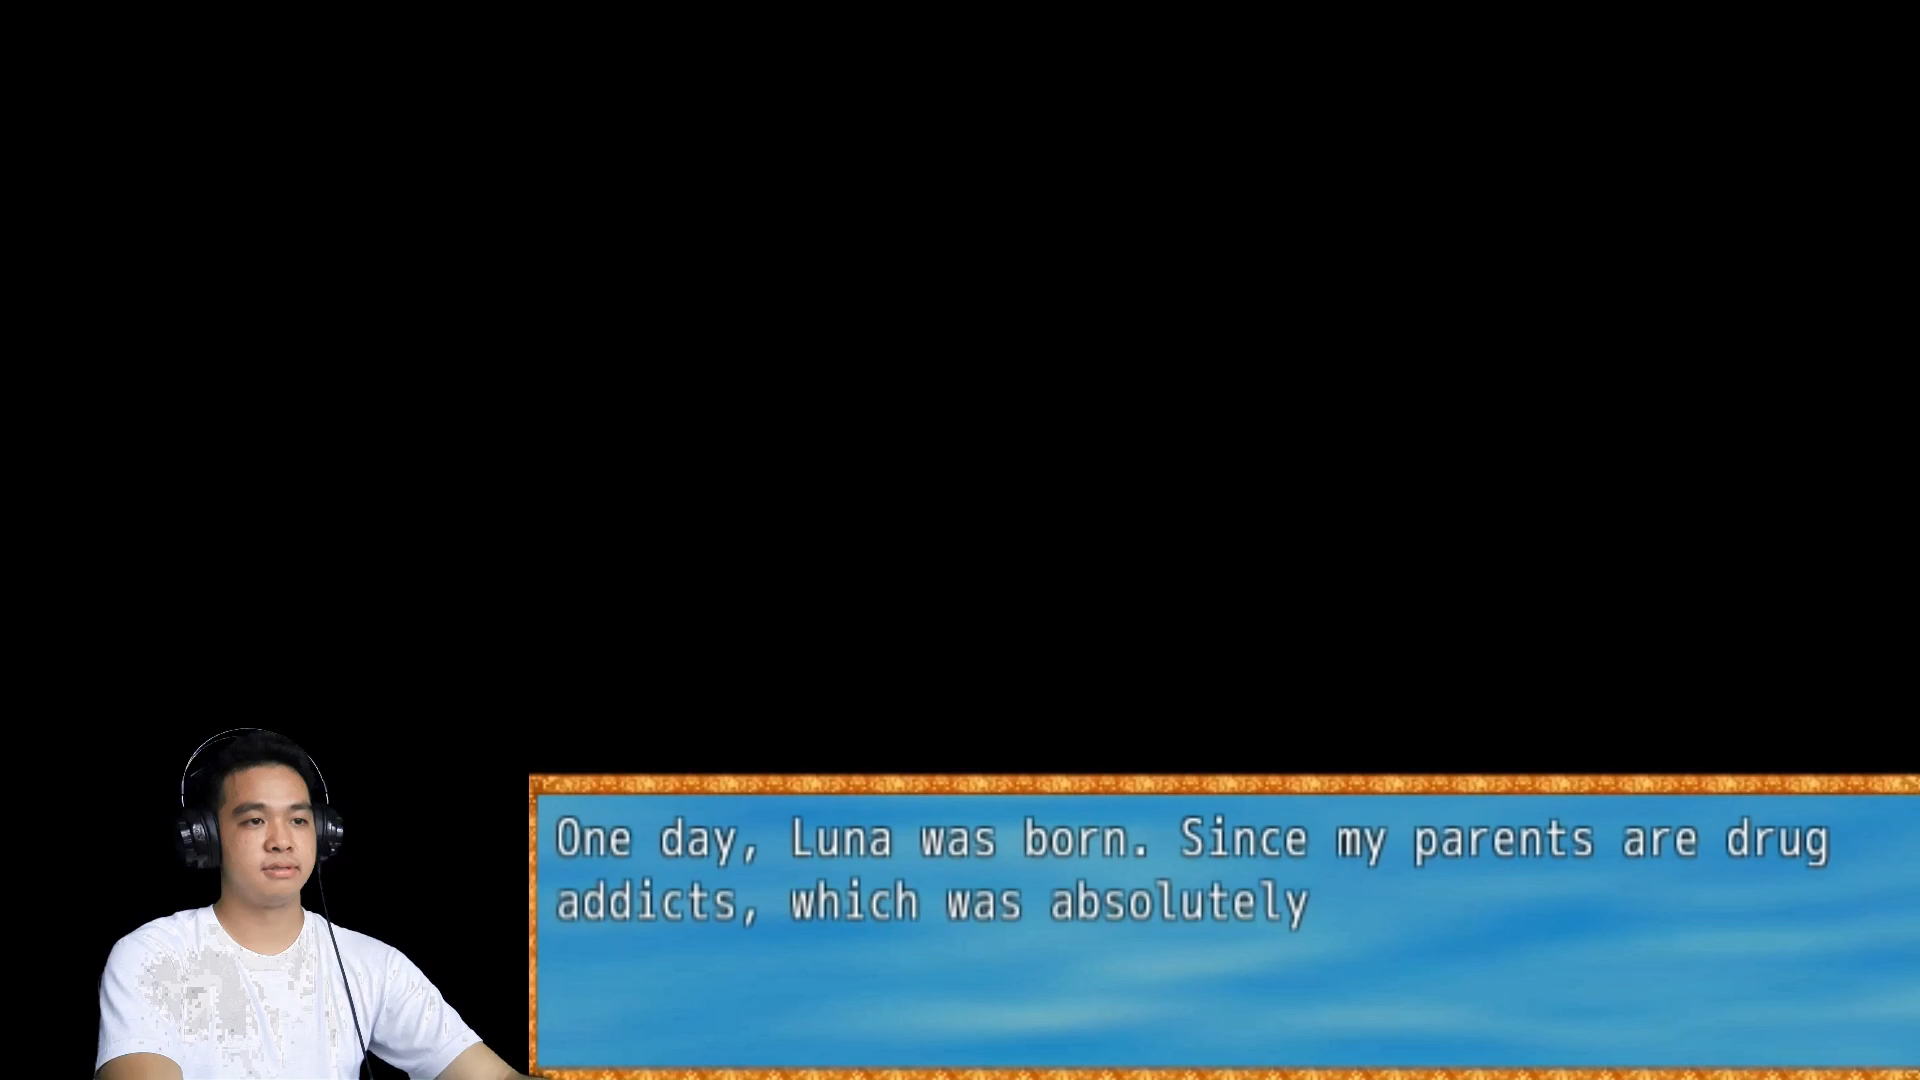 One day, Luna was born. Since my parents are drug
addicts, which was absolutely